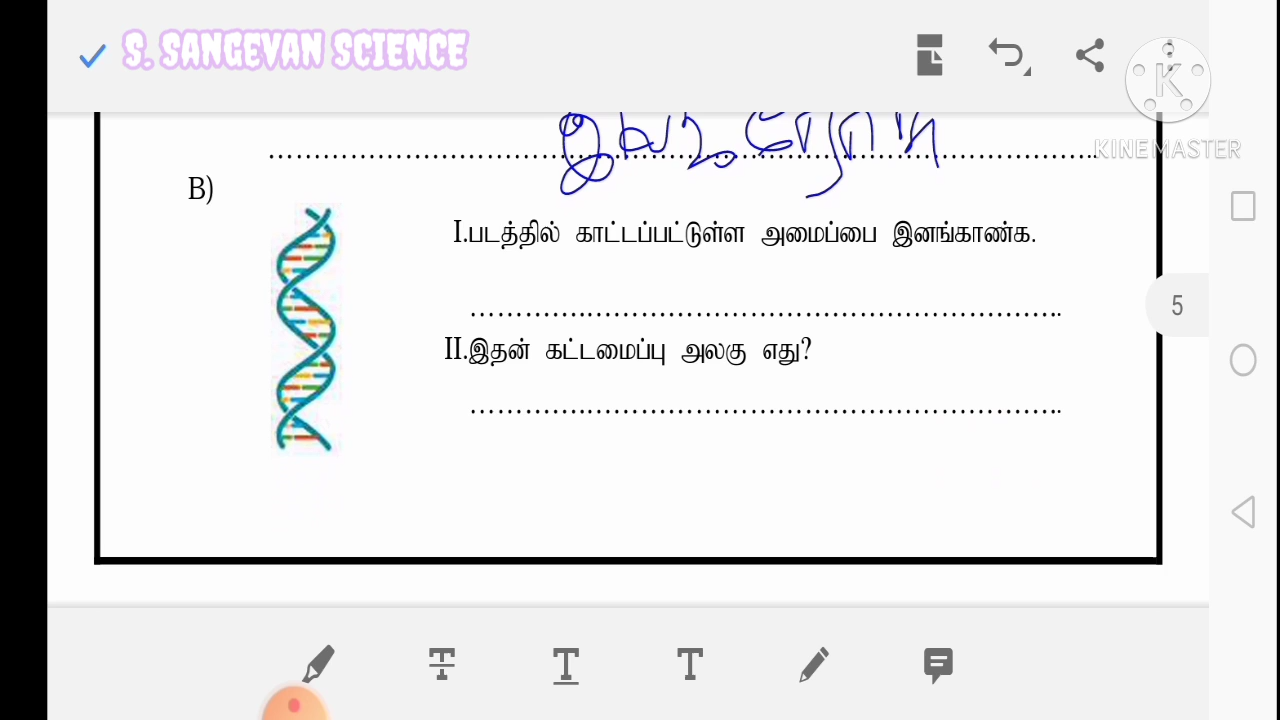 S. SANGEVAN SCIENCE
K
KINEMASTER
B)
I.படத்தில் காட்டப்பட்டுள்ள அமைப்பை இனங்காண்க.
5
.......................................................................
II.இதன் கட்டமைப்பு அலகு எது?
.......................................................................
T T T